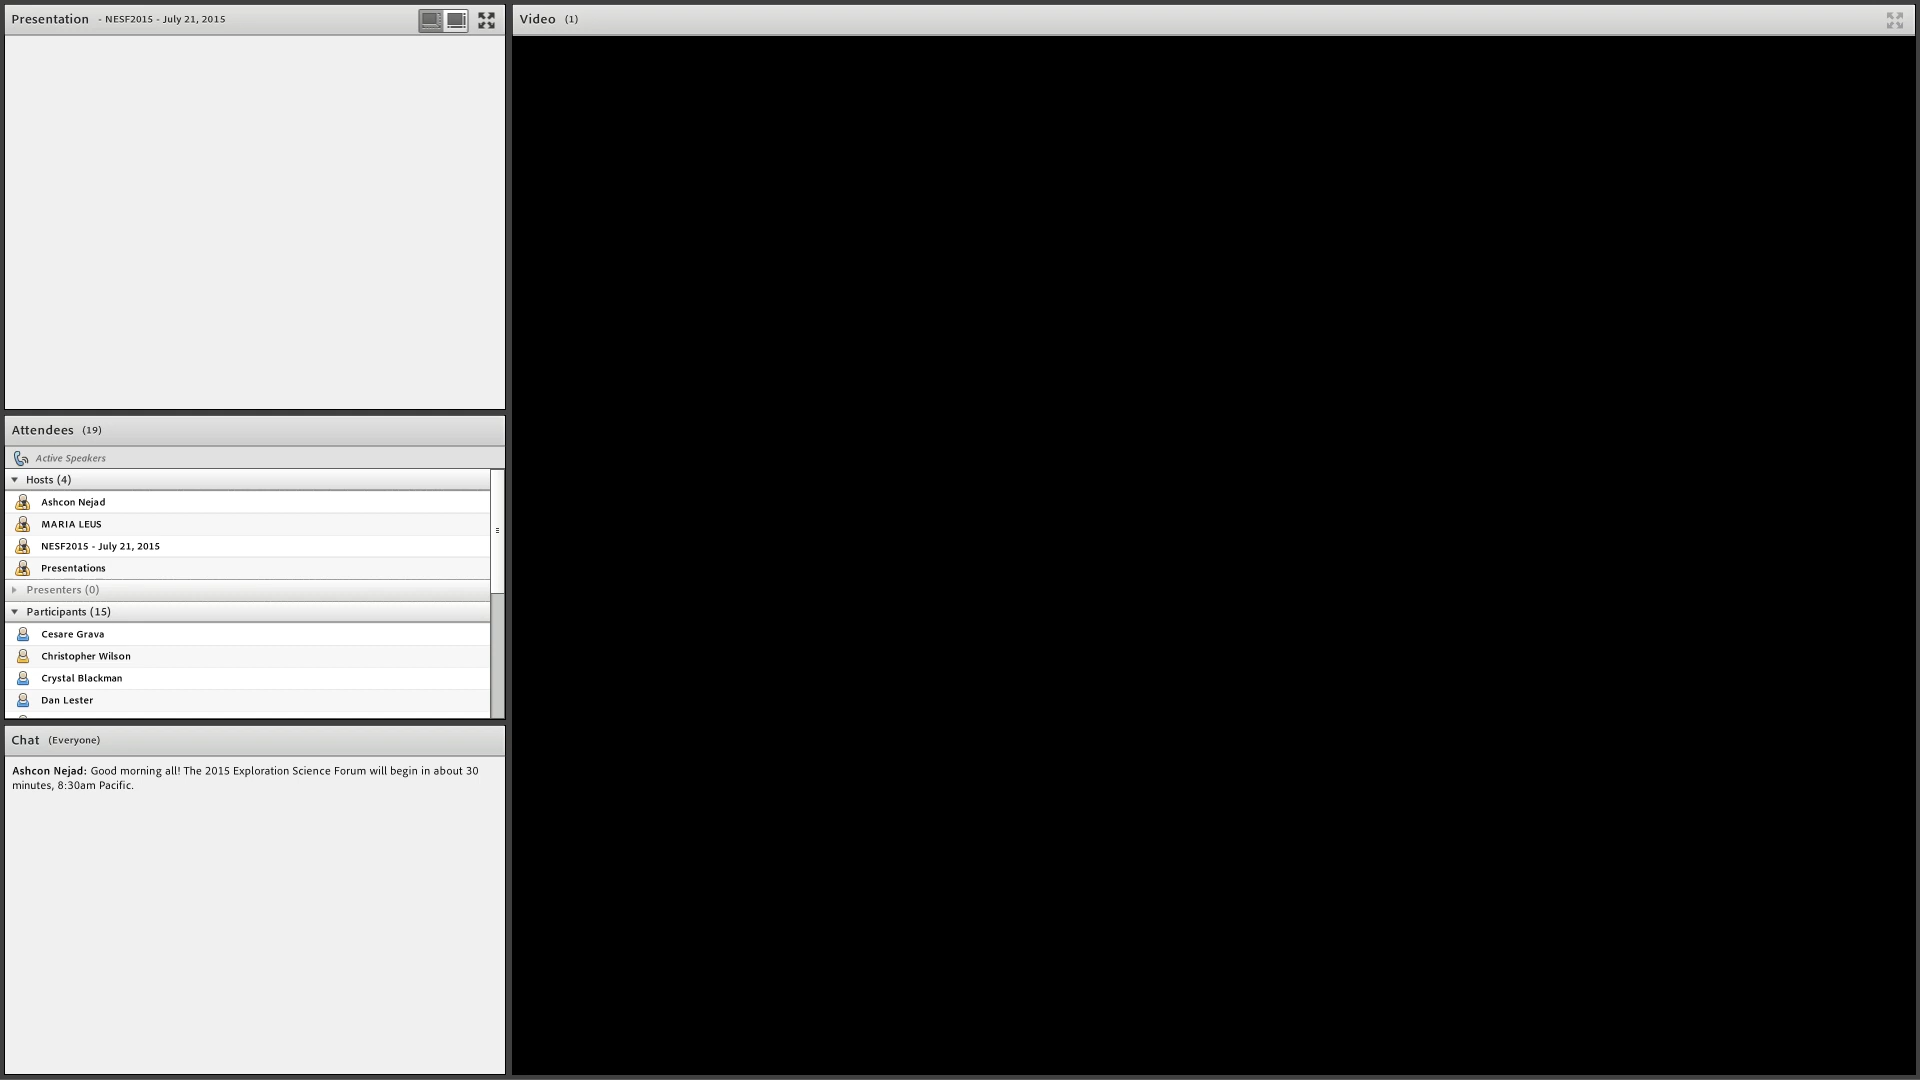 Presentation - NESF2015 - July 21, 2015
Attendees (19)
Active Speakers
Hosts (4)
Ashcon Nejad
MARIA LEUS
NESF2015 - July 21, 2015
Presentations
Presenters (0)
Participants (15)
Cesare Grava
Christopher Wilson
Crystal Blackman
Dan Lester
Chat (Everyone)
Ashcon Nejad: Good morning all! The 2015 Exploration Science Forum will begin in about 30
minutes, 8:30am Pacific.
Video (1)